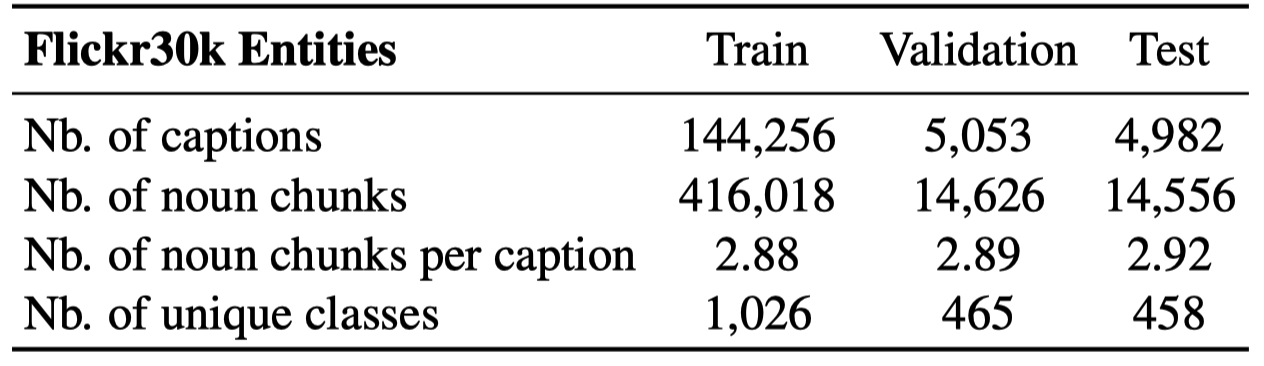 Flickr30k Entities Train Validation Test
Nb. of captions 144,256 5,053 4,982
Nb. of noun chunks 416,018 14,626 14,556
Nb. of noun chunks per caption 2.88 2.89 2.92
Nb. of unique classes 1,026 465 458